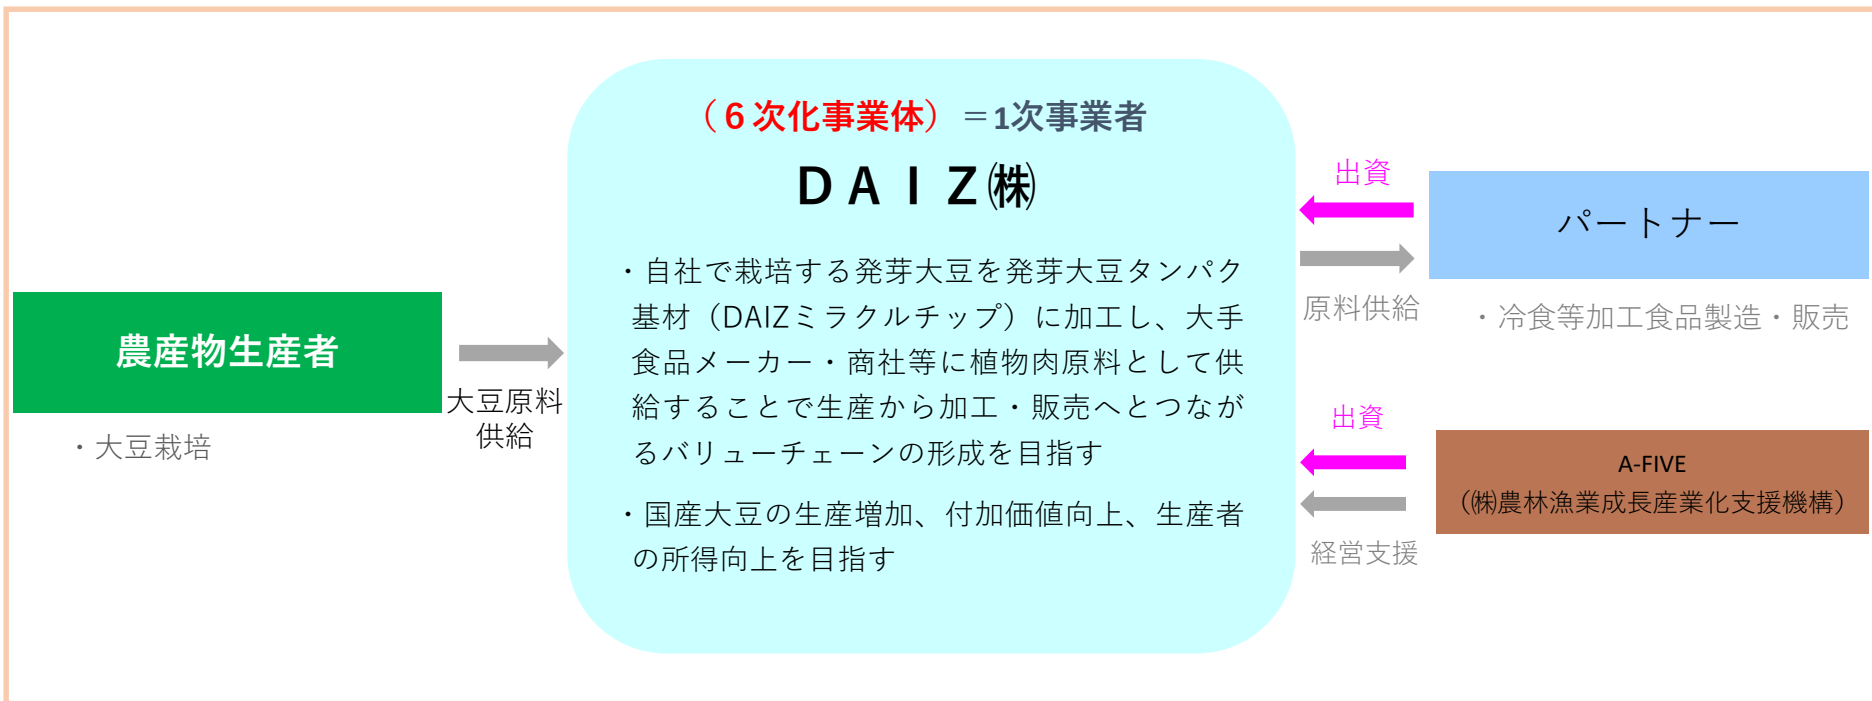 （６次化事業体）＝1次事業者
ＤＡＩＺ㈱
・自社で栽培する発芽大豆を発芽大豆タンパク
基材（DAIZミラクルチップ）に加工し、大手
食品メーカー・商社等に植物肉原料として供
給することで生産から加工・販売へとつなが
るバリューチェーンの形成を目指す
・国産大豆の生産増加、付加価値向上、生産者
の所得向上を目指す
農産物生産者
・大豆栽培
大豆原料
供給
出資
原料供給
パートナー
・冷食等加工食品製造・販売
出資
経営支援
A-FIVE
（㈱農林漁業成長産業化支援機構）